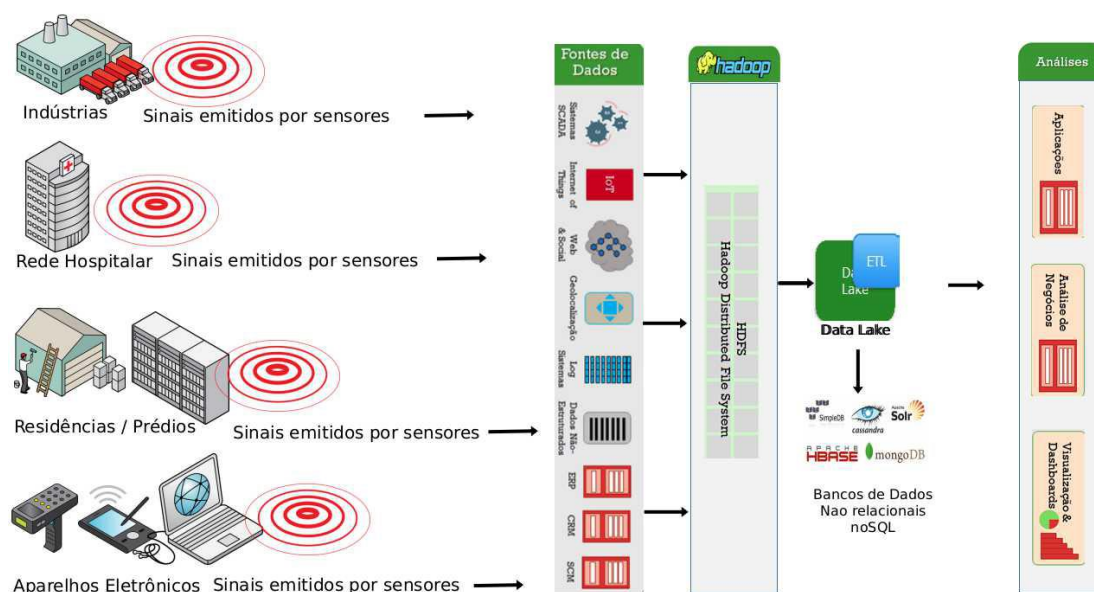 Indústrias
Sinais emitidos por sensores
Rede Hospitalar
Sinais emitidos por sensores
Residências / Prédios
Sinais emitidos por sensores
Aparelhos Eletrônicos
Sinais emitidos por sensores
Fontes de
Dados
Sistemas
SCADA
Internet of
Things
IoT
Web
& Social
Geolocalização
Log
Sistemas
Dados Não-
Estruturados
ERP
CRM
SCM
hadoop
HDFS
Hadoop Distributed File System
ETL
Lake
Data Lake
SimpleDB
cassandra
Solr
APACHE
HBASE
mongoDB
Bancos de Dados
Nao relacionais
noSQL
Análises
Aplicações
Análise de
Negócios
Visualização &
Dashboards